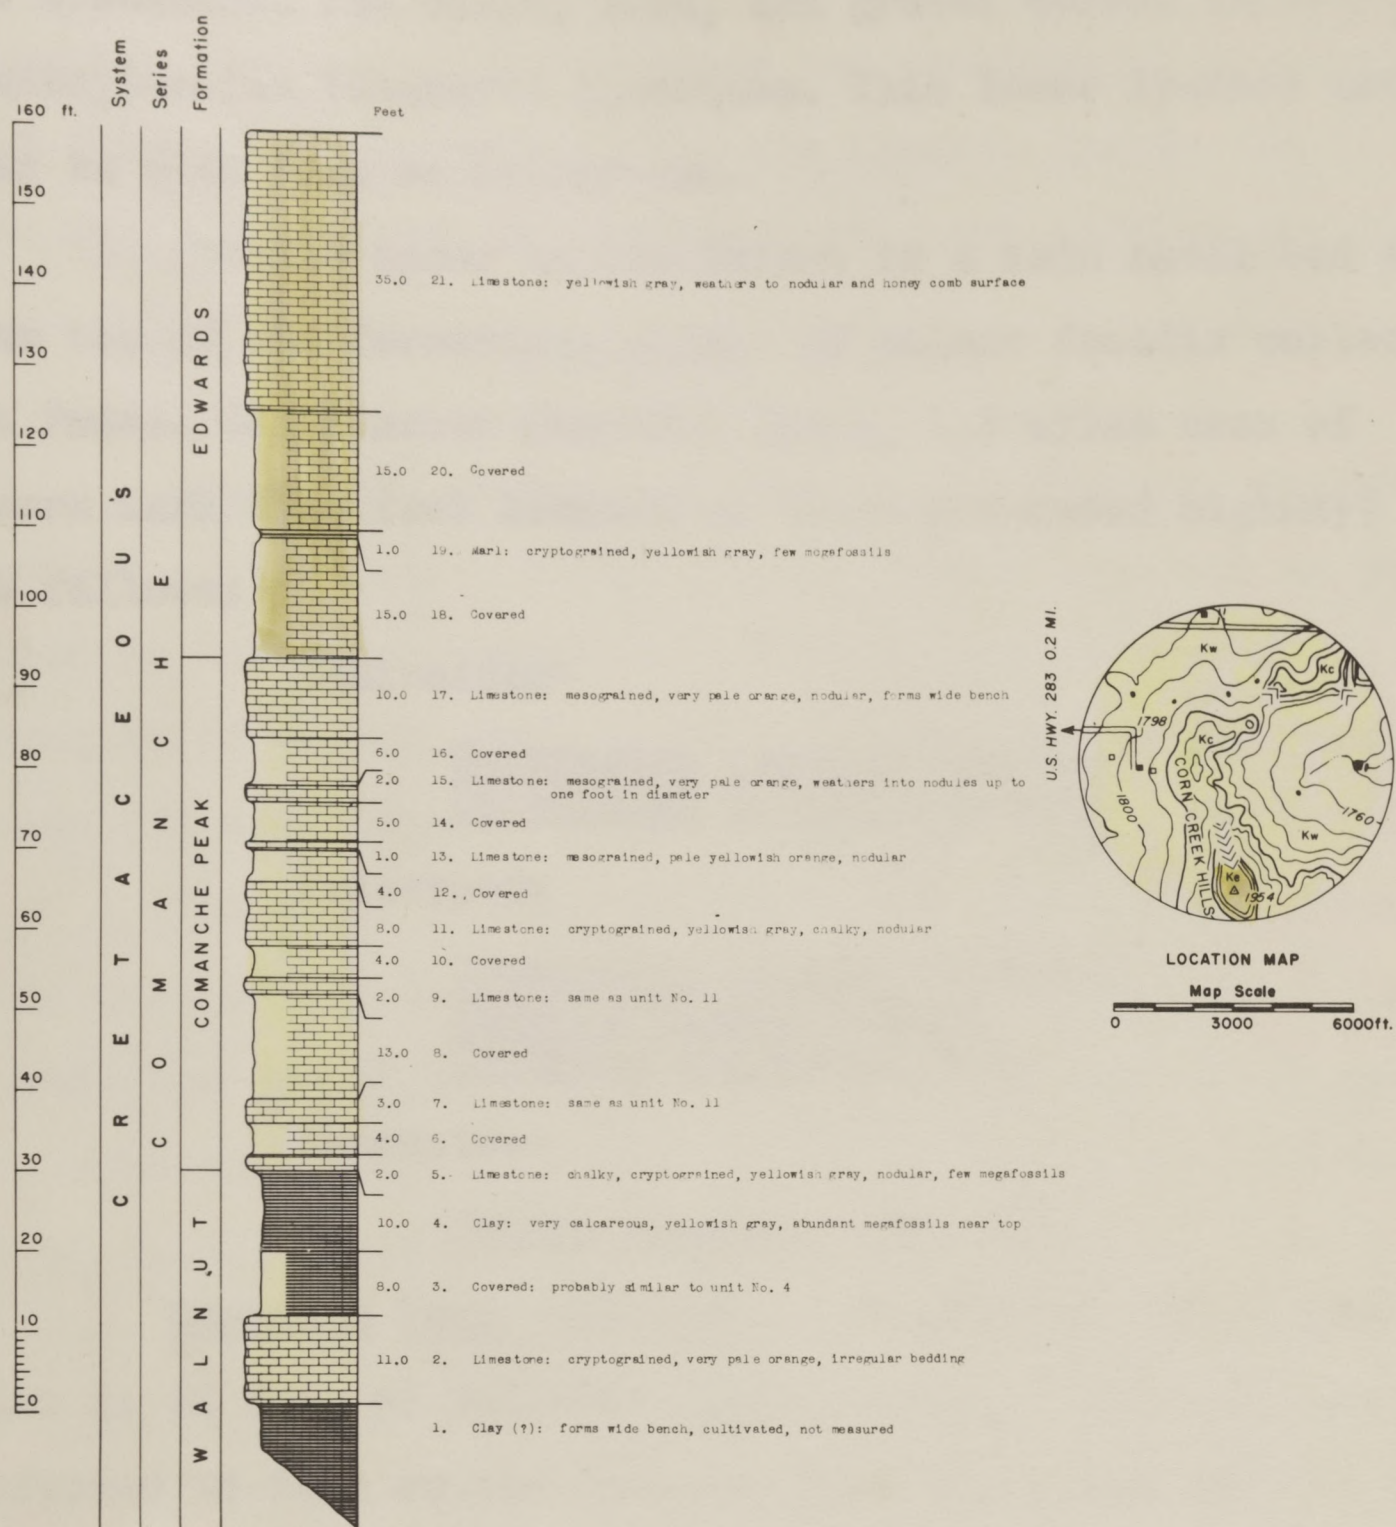 System
Series
Formation
160 ft.
150
140
130
120
110
100
90
80
70
60
50
40
30
20
10
0
CRETACEOUS
COMANCHE
EDWARDS
COMANCHE PEAK
WALNUT
Feet
35.0 21. Limestone: yellowish gray, weathers to nodular and honey comb surface
15.0 20. Covered
1.0 19. Marl: cryptograined, yellowish gray, few megafossils
15.0 18. Covered
10.0 17. Limestone: mesograined, very pale orange, nodular, forms wide bench
6.0 16. Covered
2.0 15. Limestone: mesograined, very pale orange, weathers into nodules up to
one foot in diameter
5.0 14. Covered
1.0 13. Limestone: mesograined, pale yellowish orange, nodular
4.0 12. Covered
8.0 11. Limestone: cryptograined, yellowish gray, chalky, nodular
4.0 10. Covered
2.0 9. Limestone: same as unit No. 11
13.0 8. Covered
3.0 7. Limestone: same as unit No. 11
4.0 6. Covered
2.0 5. Limestone: chalky, cryptograined, yellowish gray, nodular, few megafossils
10.0 4. Clay: very calcareous, yellowish gray, abundant megafossils near top
8.0 3. Covered: probably similar to unit No. 4
11.0 2. Limestone: cryptograined, very pale orange, irregular bedding
1. Clay (?): forms wide bench, cultivated, not measured
U.S. HWY. 283 0.2 MI.
Kw
Kc
1798
Kc
CORN CREEK HILLS
1800
1760
Kw
Ke
1954
LOCATION MAP
Map Scale
0 3000 6000ft.